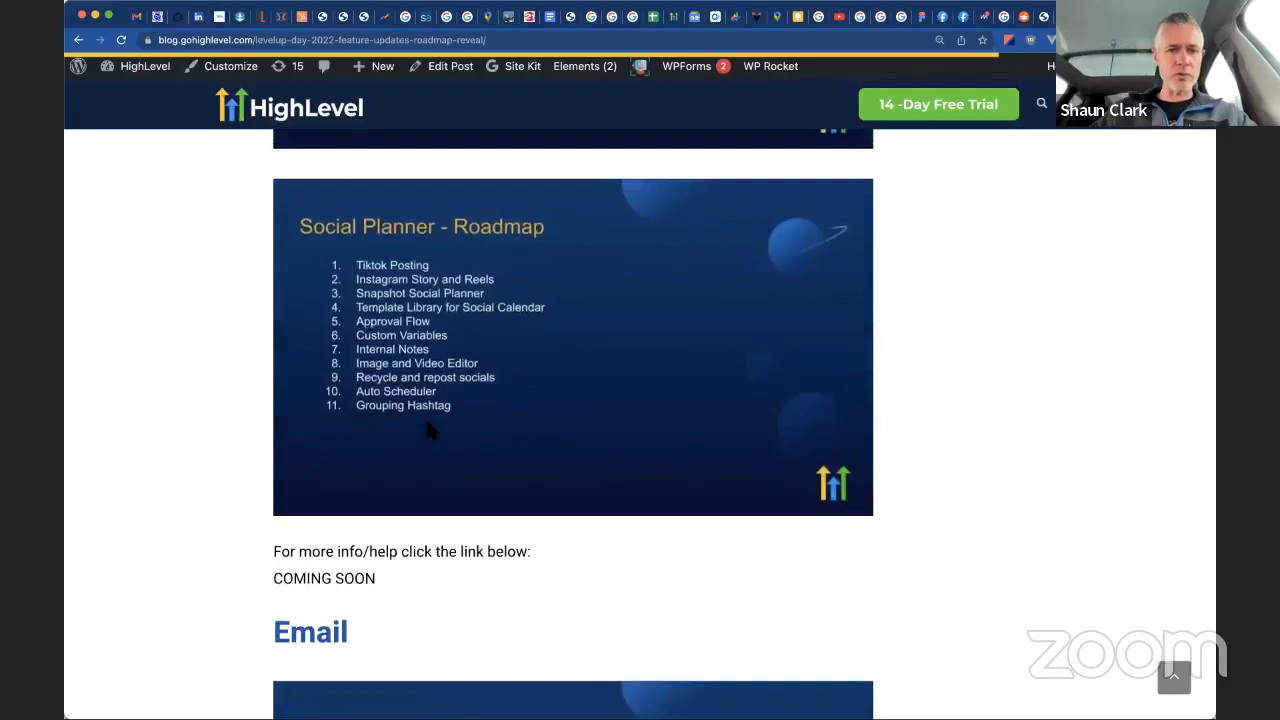 blog.gohighlevel.com/levelup-day-2022-feature-updates-roadmap-reveal/
HighLevel Customize 15 New Edit Post Site Kit Elements (2) WPForms 2 WP Rocket H
HighLevel
14 -Day Free Trial
Shaun Clark
Social Planner - Roadmap
1. Tiktok Posting
2. Instagram Story and Reels
3. Snapshot Social Planner
4. Template Library for Social Calendar
5. Approval Flow
6. Custom Variables
7. Internal Notes
8. Image and Video Editor
9. Recycle and repost socials
10. Auto Scheduler
11. Grouping Hashtag
For more info/help click the link below:
COMING SOON
Email
zoom